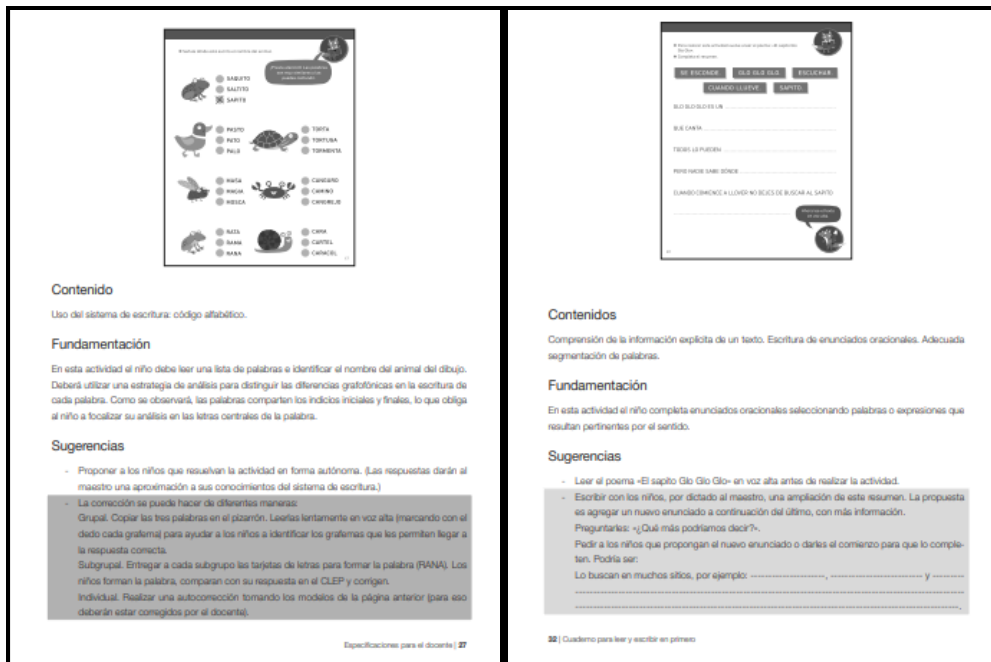 SAQUITO
SALTITO
SAPITO
PASTO
PATO
PALO
TORTA
TORTUGA
TORMENTA
MASA
MAGIA
MOSCA
CANGURO
CAMINO
CANGREJO
RATA
RAMA
RANA
CARA
CARTEL
CARACOL
Contenido
Uso del sistema de escritura: código alfabético.
Fundamentación
En esta actividad el niño debe leer una lista de palabras e identificar el nombre del animal del dibujo.
Deberá utilizar una estrategia de análisis para distinguir las diferencias grafofónicas en la escritura de
cada palabra. Como se observará, las palabras comparten los indicios iniciales y finales, lo que obliga
al niño a focalizar su análisis en las letras centrales de la palabra.
Sugerencias
- Proponer a los niños que resuelvan la actividad en forma autónoma. (Las respuestas darán al
maestro una aproximación a sus conocimientos del sistema de escritura.)
- La corrección se puede hacer de diferentes maneras:
Grupal. Copiar las tres palabras en el pizarrón. Leerlas lentamente en voz alta (marcando con el
dedo cada grafema) para ayudar a los niños a identificar los grafemas que les permiten llegar a
la respuesta correcta.
Subgrupal. Entregar a cada subgrupo las tarjetas de letras para formar la palabra (RANA). Los
niños forman la palabra, comparan con su respuesta en el CLEP y corrigen.
Individual. Realizar una autocorrección tomando los modelos de la página anterior (para eso
deberán estar corregidos por el docente).
Especificaciones para el docente | 27
SE ESCONDE GLO GLO GLO ESCUCHAR
CUANDO LLUEVE SAPITO
GLO GLO GLO ES UN
QUE CANTA
TODOS LO PUEDEN
PERO NADIE SABE DÓNDE
CUANDO COMIENCE A LLOVER NO DEJES DE BUSCAR AL SAPITO
Contenidos
Comprensión de la información explícita de un texto. Escritura de enunciados oracionales. Adecuada
segmentación de palabras.
Fundamentación
En esta actividad el niño completa enunciados oracionales seleccionando palabras o expresiones que
resultan pertinentes por el sentido.
Sugerencias
- Leer el poema «El sapito Glo Glo Glo» en voz alta antes de realizar la actividad.
- Escribir con los niños, por dictado al maestro, una ampliación de este resumen. La propuesta
es agregar un nuevo enunciado a continuación del último, con más información.
Preguntarles: «¿Qué más podríamos decir?».
Pedir a los niños que propongan el nuevo enunciado o darles el comienzo para que lo comple-
ten. Podría ser:
Lo buscan en muchos sitios, por ejemplo: ------------------------, ----------------------------- y ----------
32 | Cuaderno para leer y escribir en primero